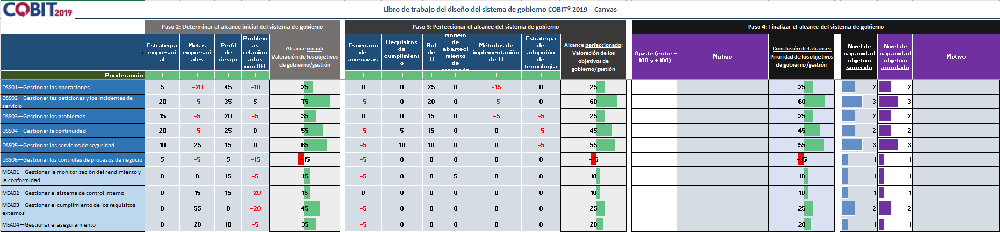 COBIT 2019
Libro de trabajo del diseño del sistema de gobierno COBIT® 2019—Canvas
Paso 2: Determinar el alcance inicial del sistema de gobierno
Paso 3: Perfeccionar el alcance del sistema de gobierno
Paso 4: Finalizar el alcance del sistema de gobierno
Estrategia
empresari
al
Metas
empresari
ales
Perfil
de
riesgo
Problem
as
relacion
ados
con I&T
Alcance inicial:
Valoración de los objetivos
de gobierno/gestión
Escenario
de
amenazas
Requisitos
de
cumplimient
o
Rol
de
TI
Modelo
de
abasteci
miento
de
Métodos de
implementación
de TI
Estrategia
de
adopción
de
tecnología
Alcance perfeccionado:
Valoración de los
objetivos de
gobierno/gestión
Ajuste (entre -
100 y +100)
Motivo
Conclusión del alcance:
Prioridad de los objetivos
de gobierno/gestión
Nivel de
capacidad
objetivo
sugerido
Nivel de
capacidad
objetivo
acordado
Motivo
Ponderación 1 1 1 1 1 1 1 1 1 1
DSS01—Gestionar las operaciones 5 -20 45 -10 25 0 0 25 0 -15 0 25 25 2 2
DSS02—Gestionar las peticiones y los incidentes de
servicio 20 -5 35 5 75 -5 0 20 0 -5 0 60 60 3 3
DSS03—Gestionar los problemas 15 -5 20 -5 35 0 0 15 0 -5 -5 25 25 2 2
DSS04—Gestionar la continuidad 20 -5 25 0 55 -5 5 15 0 0 -5 45 45 2 2
DSS05—Gestionar los servicios de seguridad 10 25 15 0 65 -5 10 10 0 0 -5 55 55 3 3
DSS06—Gestionar los controles de procesos de negocio 5 -5 5 -15 -15 -5 0 0 0 0 0 -15 -15 1 1
MEA01—Gestionar la monitorización del rendimiento y
la conformidad 0 0 15 -5 15 -5 0 0 5 0 0 10 10 1 1
MEA02—Gestionar el sistema de control interno 0 15 15 -20 15 0 0 0 0 0 0 10 10 1 1
MEA03—Gestionar el cumplimiento de los requisitos
externos 0 55 0 -20 45 -5 0 0 0 0 0 25 25 2 2
MEA04—Gestionar el aseguramiento 0 20 10 -5 35 -5 0 0 0 0 0 20 20 1 1